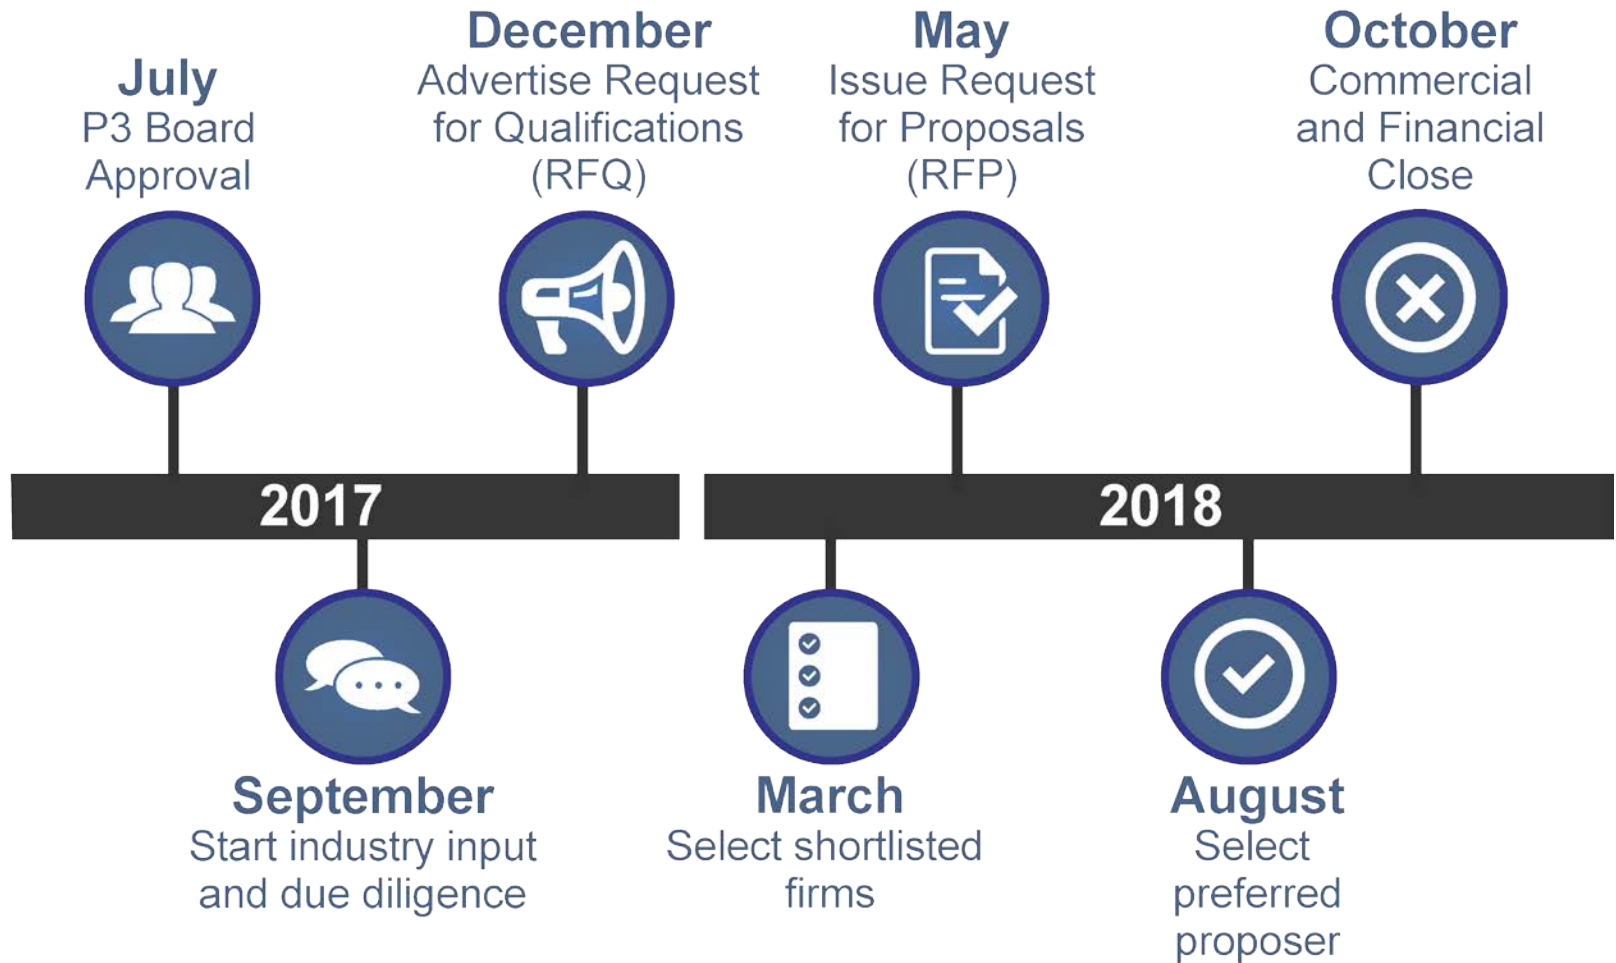 July
P3 Board
Approval
December
Advertise Request
for Qualifications
(RFQ)
May
Issue Request
for Proposals
(RFP)
October
Commercial
and Financial
Close
2017
2018
September
Start industry input
and due diligence
March
Select shortlisted
firms
August
Select
preferred
proposer